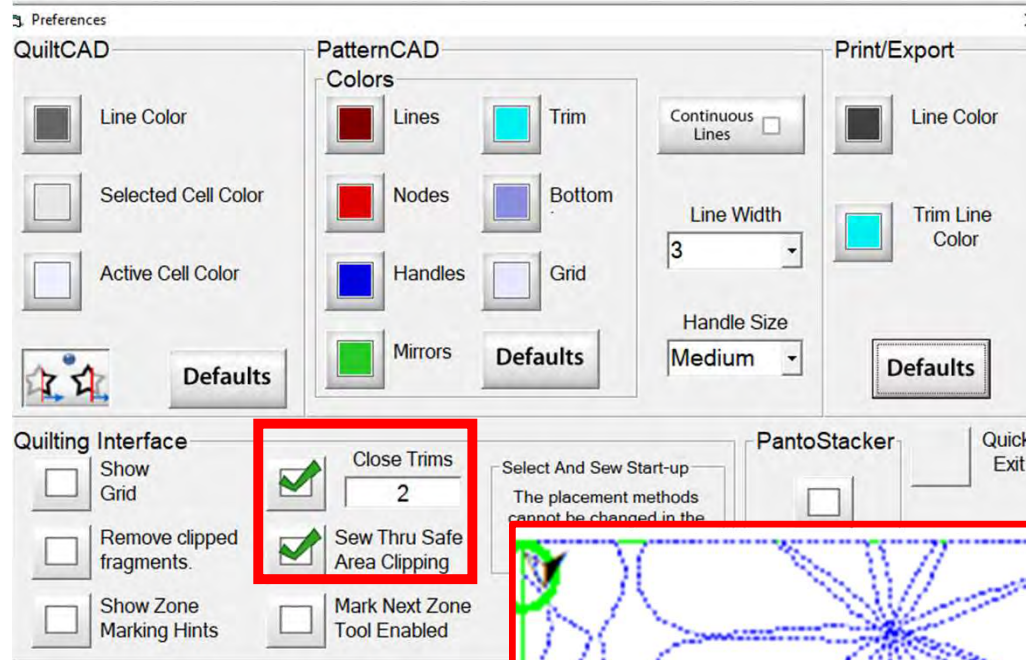 Preferences
QuiltCAD
Line Color
Selected Cell Color
Active Cell Color
Defaults
PatternCAD
Colors
Lines
Trim
Nodes
Bottom
Handles
Grid
Mirrors
Defaults
Continuous
Lines
Line Width
3
Handle Size
Medium
Print/Export
Line Color
Trim Line
Color
Defaults
Quilting Interface
Show
Grid
Remove clipped
fragments.
Show Zone
Marking Hints
Close Trims
2
Sew Thru Safe
Area Clipping
Mark Next Zone
Tool Enabled
Select And Sew Start-up
The placement methods
cannot be changed in the
PantoStacker
Quick
Exit